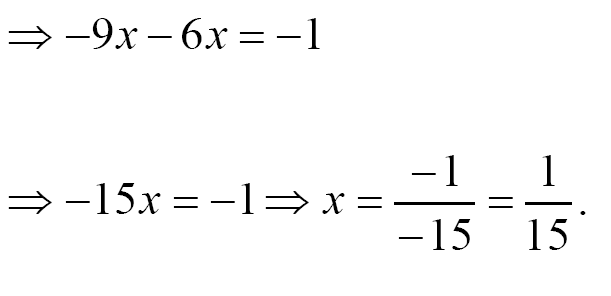 ⇒ −9x − 6x = −1
⇒ −15x = −1 ⇒ x = −1/−15 = 1/15.